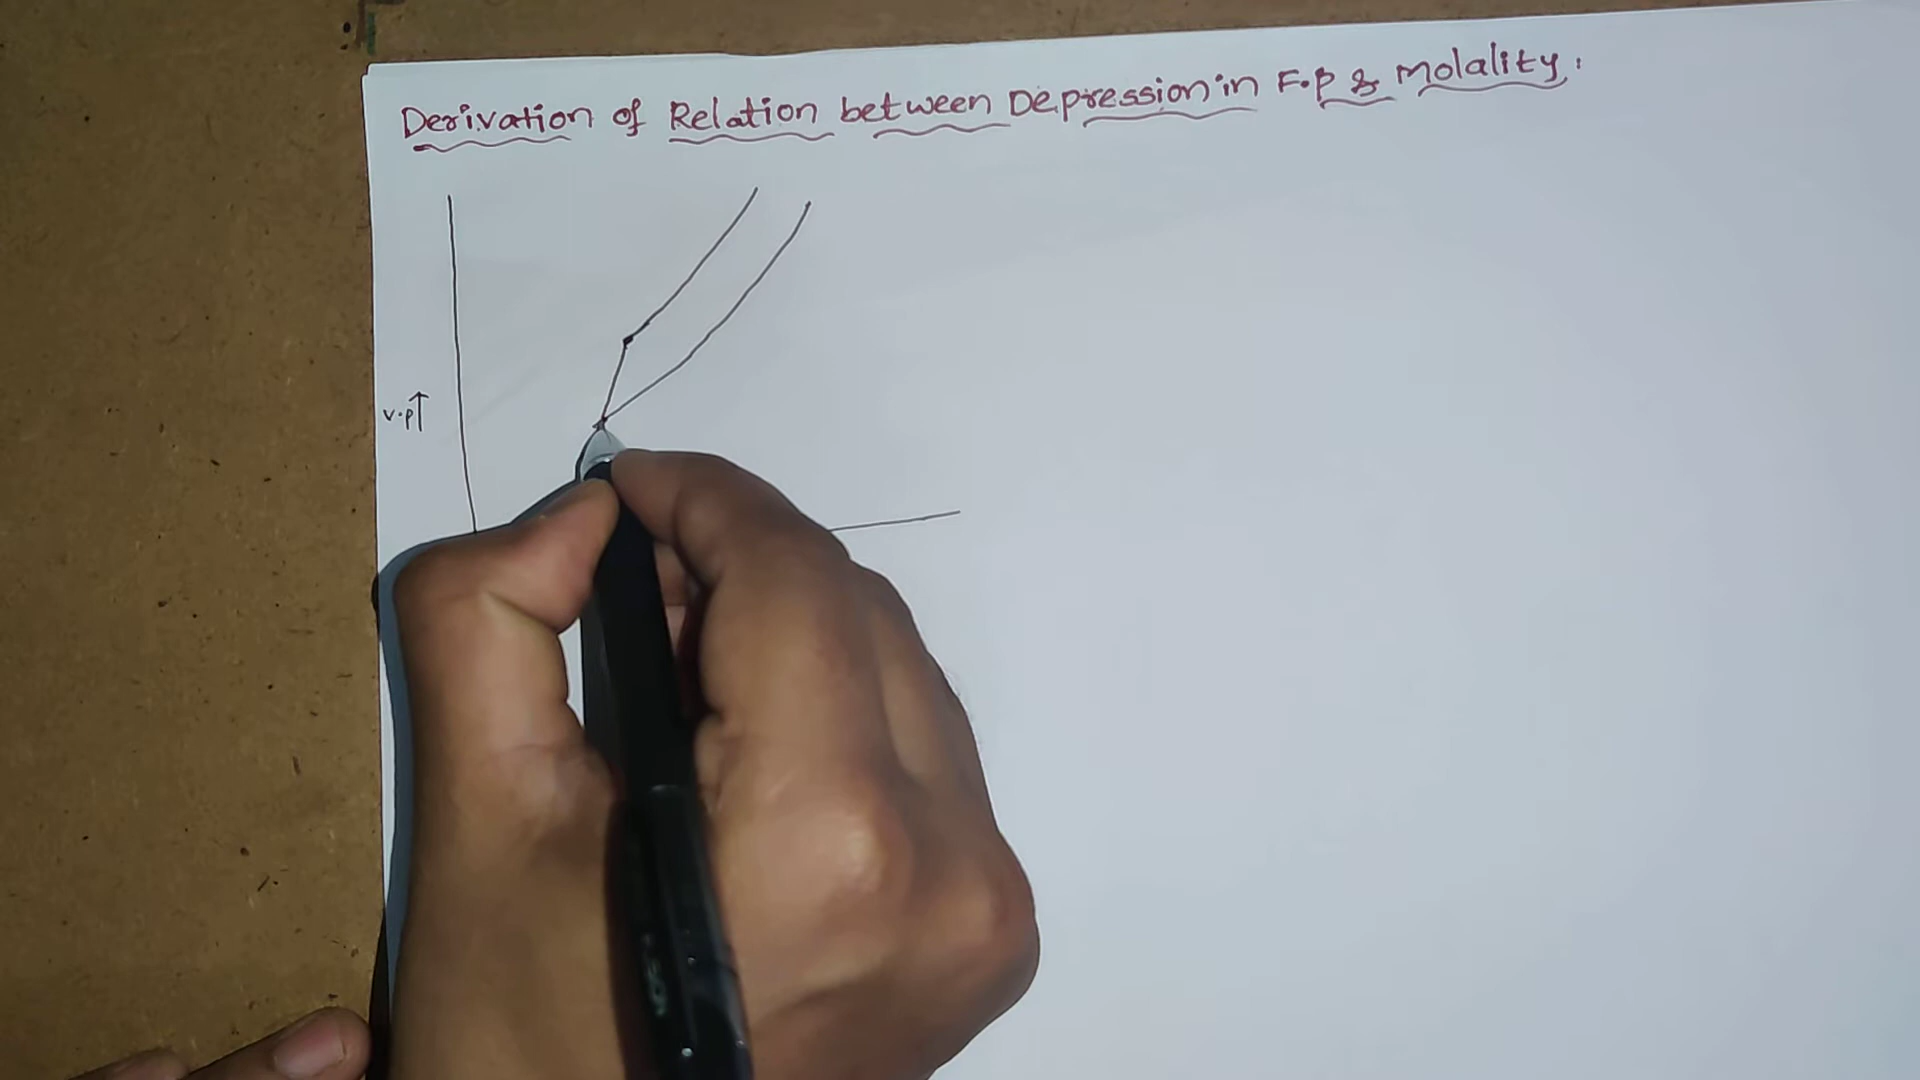 Derivation of Relation between Depression in F.P & Molality.
V.P↑